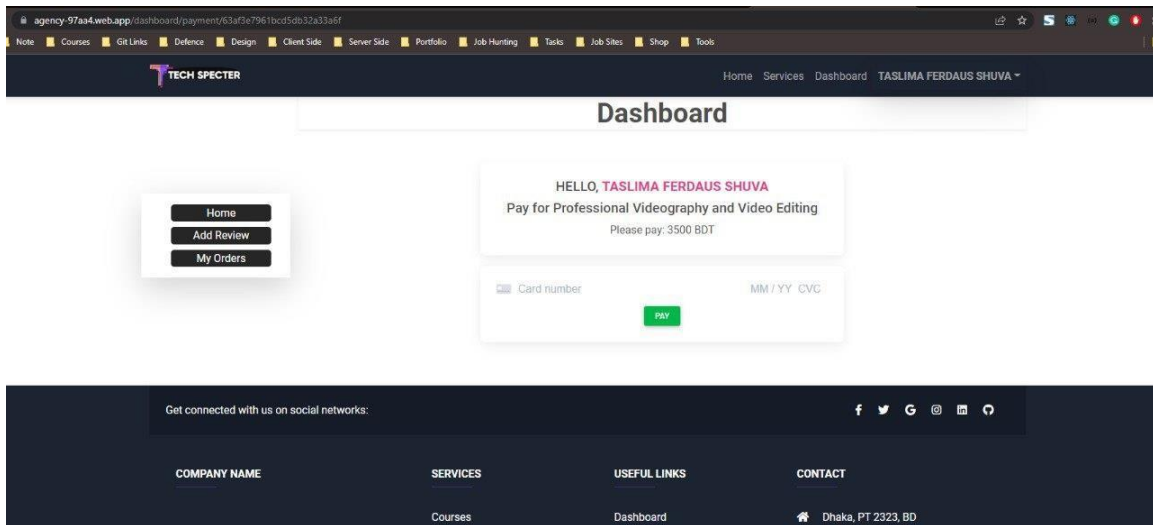 agency-97aa4.web.app/dashboard/payment/63af3e7961bcd5db32a33a6f
Note Courses Git Links Defence Design Client Side Server Side Portfolio Job Hunting Tasks Job Sites Shop Tools
TECH SPECTER Home Services Dashboard TASLIMA FERDAUS SHUVA
Dashboard
HELLO, TASLIMA FERDAUS SHUVA
Pay for Professional Videography and Video Editing
Please pay: 3500 BDT
Home
Add Review
My Orders
Card number MM / YY CVC
PAY
Get connected with us on social networks:
COMPANY NAME SERVICES USEFUL LINKS CONTACT
Courses Dashboard Dhaka, PT 2323, BD